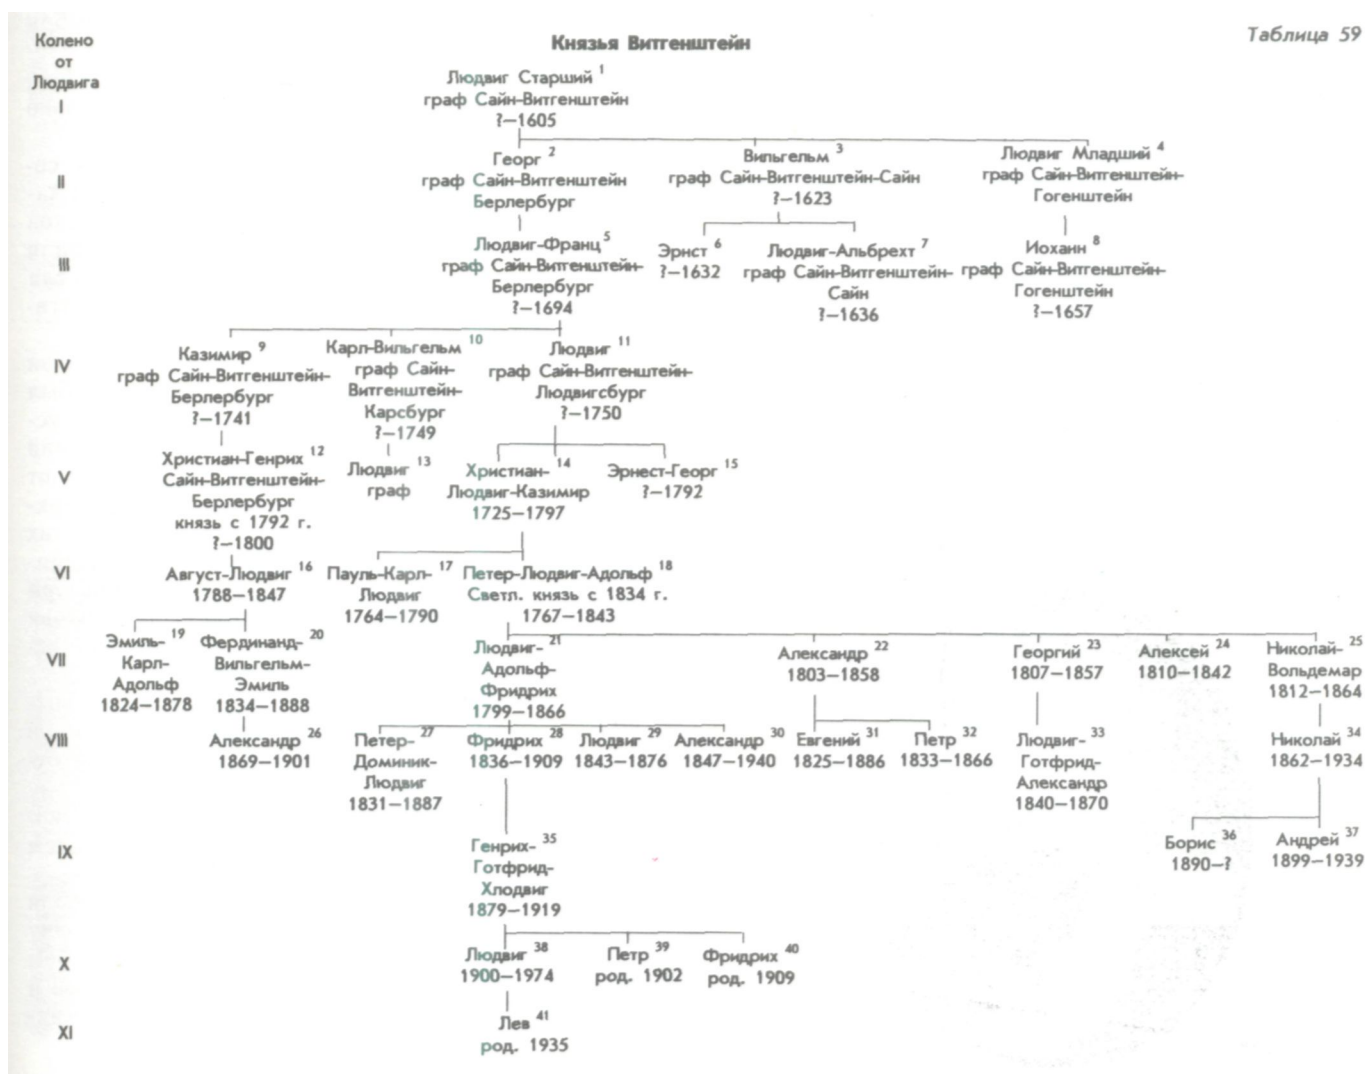 Таблица 59
Колено
от
Людвига
Князья Витгенштейн
I
Людвиг Старший 1
граф Сайн-Витгенштейн
?—1605
II
Георг 2
граф Сайн-Витгенштейн
Берлербург
Вильгельм 3
граф Сайн-Витгенштейн-Сайн
?—1623
Людвиг Младший 4
граф Сайн-Витгенштейн-
Гогенштейн
III
Людвиг-Франц 5
граф Сайн-Витгенштейн-
Берлербург
?—1694
Эрнст 6
?—1632
Людвиг-Альбрехт 7
граф Сайн-Витгенштейн-
Сайн
?—1636
Иоханн 8
граф Сайн-Витгенштейн-
Гогенштейн
?—1657
IV
Казимир 9
граф Сайн-Витгенштейн-
Берлербург
?—1741
Карл-Вильгельм 10
граф Сайн-
Витгенштейн-
Карсбург
?—1749
Людвиг 11
граф Сайн-Витгенштейн-
Людвигсбург
?—1750
V
Христиан-Генрих 12
Сайн-Витгенштейн-
Берлербург
князь с 1792 г.
?—1800
Людвиг 13
граф
Христиан- 14
Людвиг-Казимир
1725—1797
Эрнест-Георг 15
?—1792
VI
Август-Людвиг 16
1788—1847
Пауль-Карл- 17
Людвиг
1764—1790
Петер-Людвиг-Адольф 18
Светл. князь с 1834 г.
1767—1843
VII
Эмиль- 19
Карл-
Адольф
1824—1878
Фердинанд- 20
Вильгельм-
Эмиль
1834—1888
Людвиг- 21
Адольф-
Фридрих
1799—1866
Александр 22
1803—1858
Георгий 23
1807—1857
Алексей 24
1810—1842
Николай- 25
Вольдемар
1812—1864
VIII
Александр 26
1869—1901
Петер- 27
Доминик-
Людвиг
1831—1887
Фридрих 28
1836—1909
Людвиг 29
1843—1876
Александр 30
1847—1940
Евгений 31
1825—1886
Петр 32
1833—1866
Людвиг- 33
Готфрид-
Александр
1840—1870
Николай 34
1862—1934
IX
Генрих- 35
Готфрид-
Хлодвиг
1879—1919
Борис 36
1890—?
Андрей 37
1899—1939
X
Людвиг 38
1900—1974
Петр 39
род. 1902
Фридрих 40
род. 1909
XI
Лев 41
род. 1935